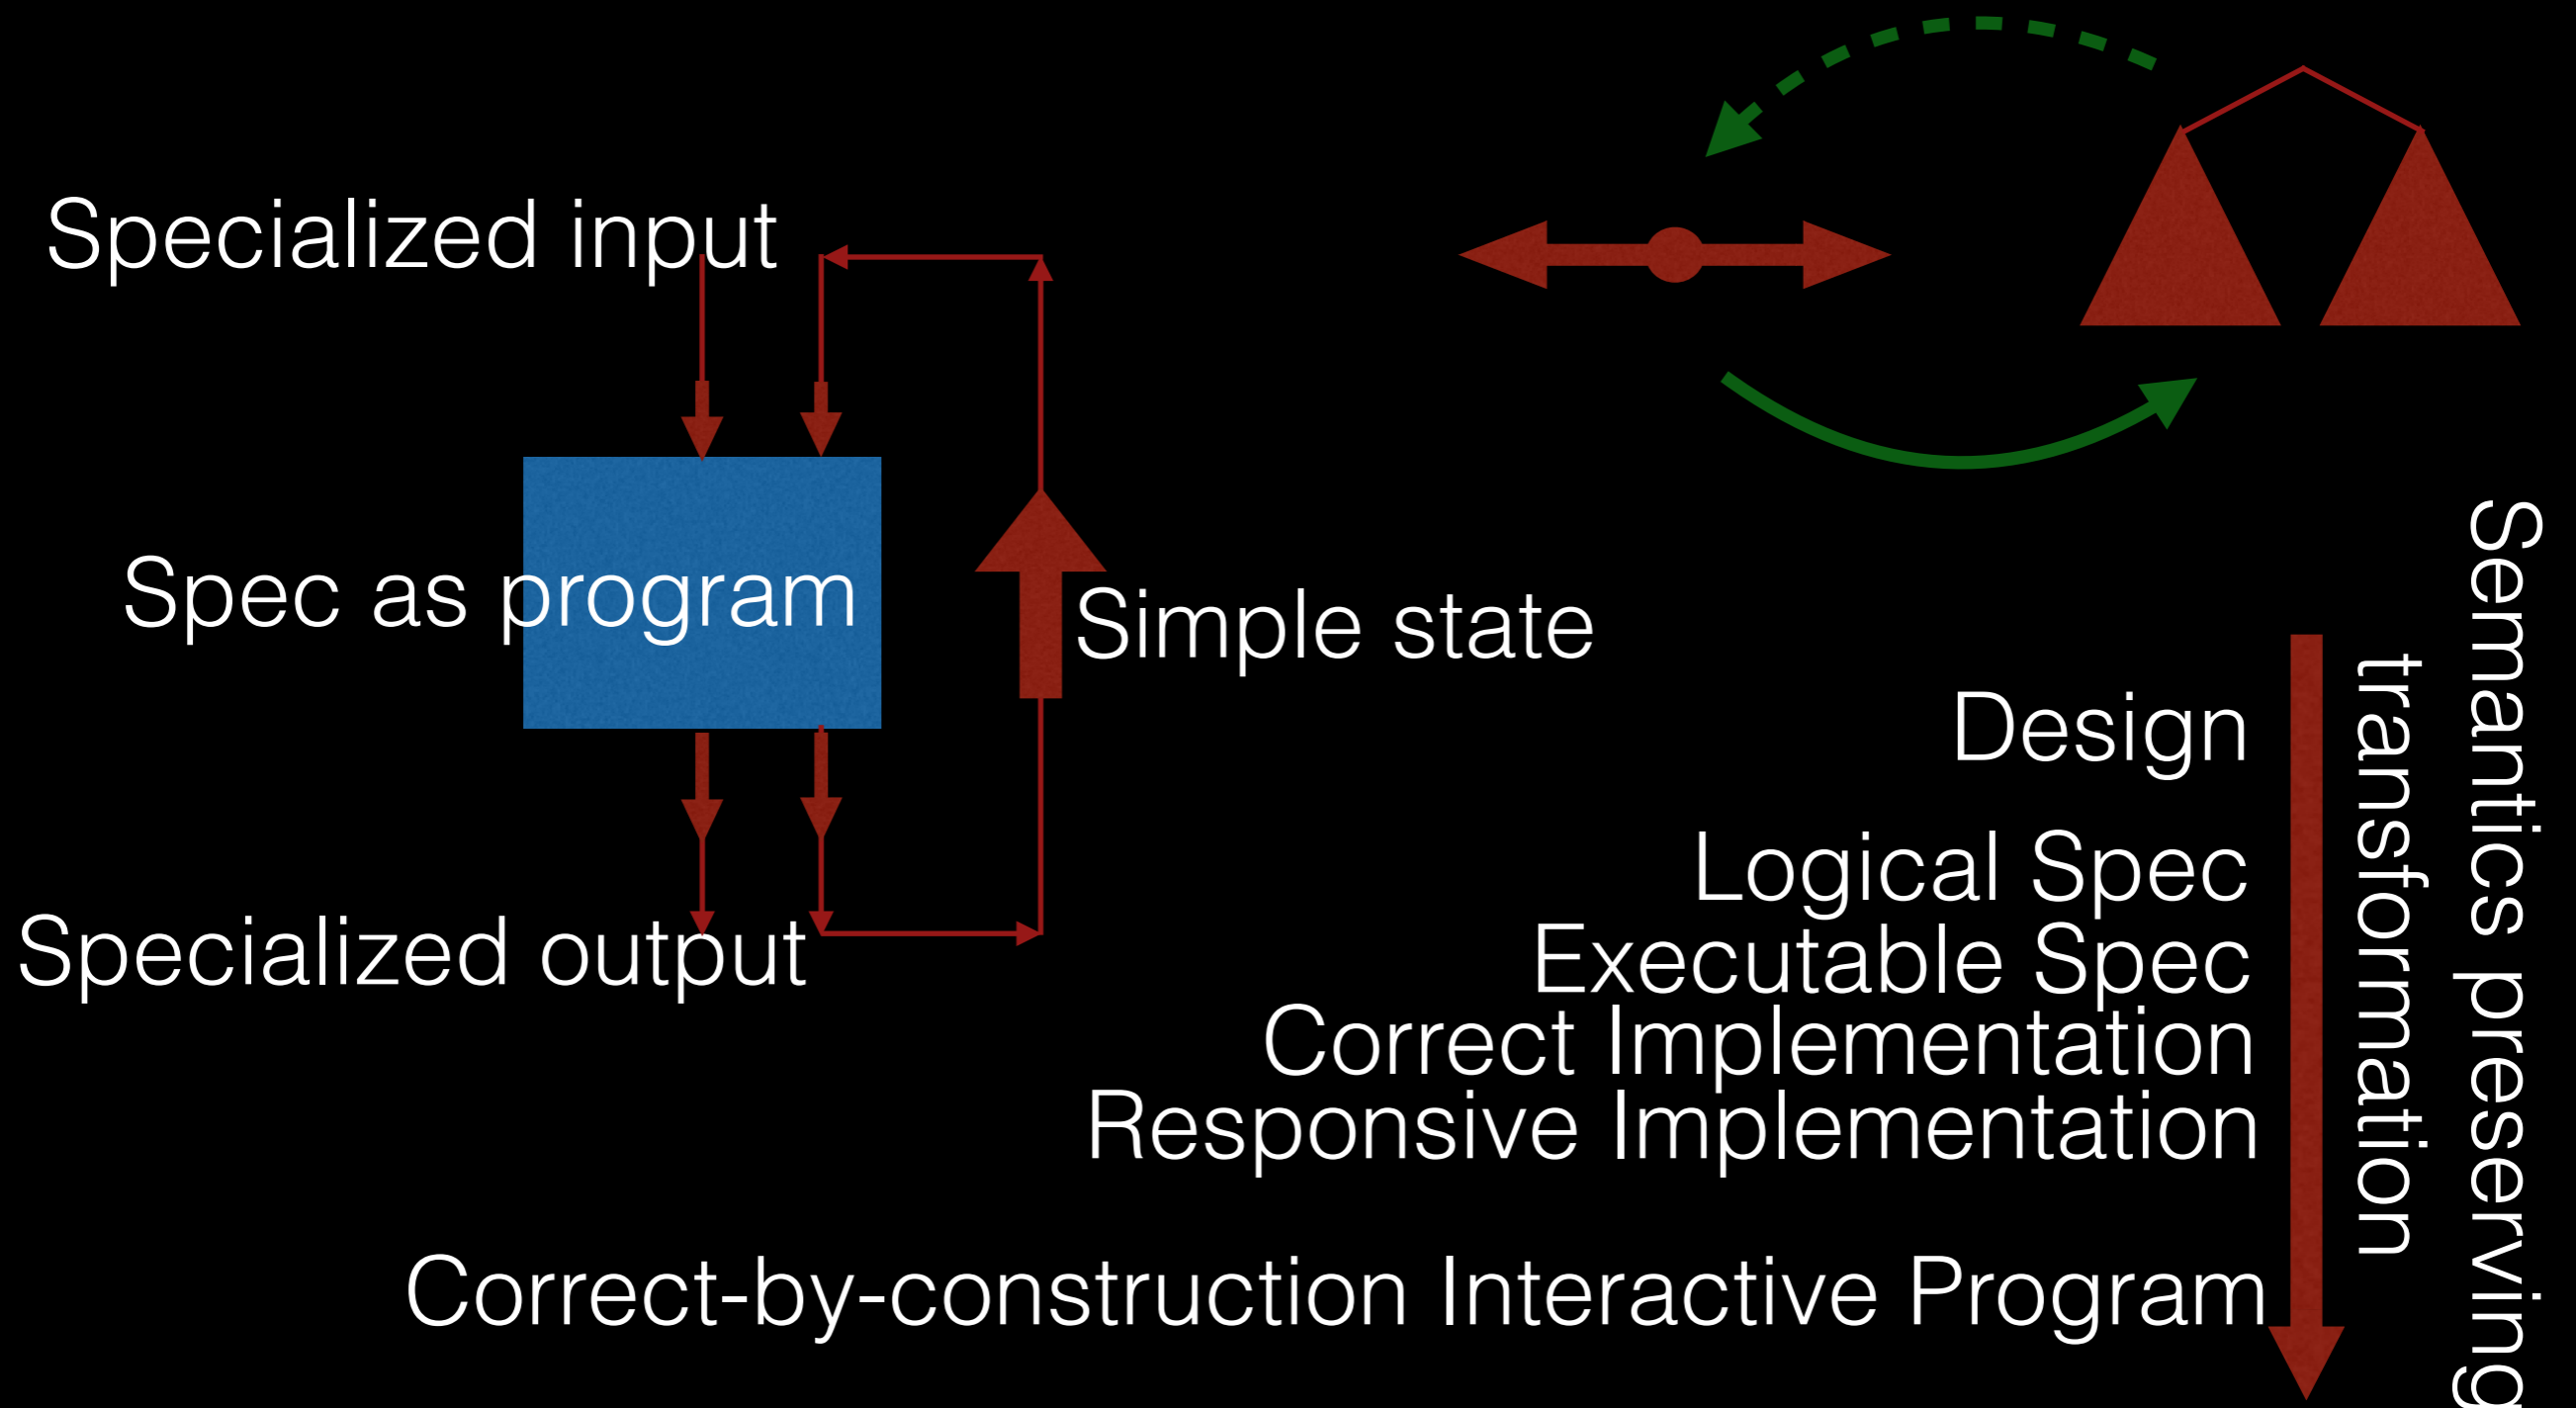 Specialized input
Spec as program
Simple state
Specialized output
Design
Logical Spec
Executable Spec
Correct Implementation
Responsive Implementation
Correct-by-construction Interactive Program
Semantics preserving
transformation